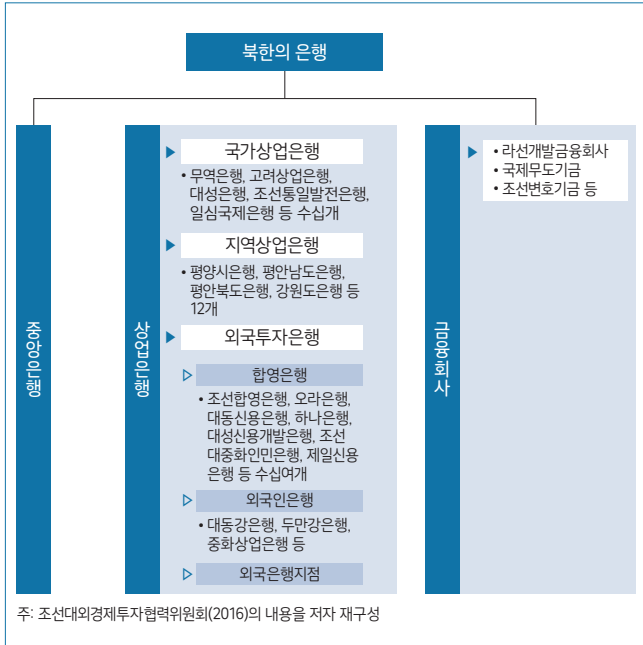 북한의 은행
중앙은행
상업은행
국가상업은행
• 무역은행, 고려상업은행,
대성은행, 조선통일발전은행,
일심국제은행 등 수십개
지역상업은행
• 평양시은행, 평안남도은행,
평안북도은행, 강원도은행 등
12개
외국투자은행
합영은행
• 조선합영은행, 오라은행,
대동신용은행, 하나은행,
대성신용개발은행, 조선
대중화인민은행, 제일신용
은행 등 수십여개
외국인은행
• 대동강은행, 두만강은행,
중화상업은행 등
외국은행지점
금융회사
• 라선개발금융회사
• 국제무도기금
• 조선변호기금 등
주: 조선대외경제투자협력위원회(2016)의 내용을 저자 재구성